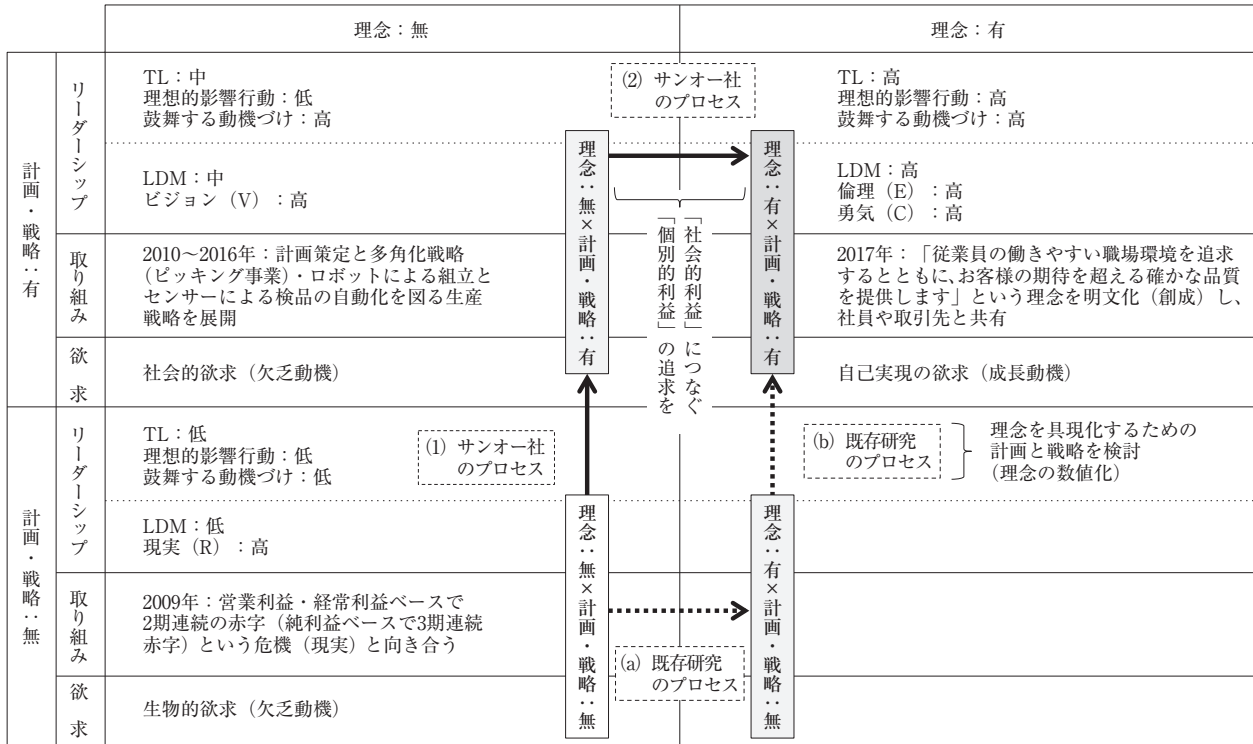 理念：無
理念：有
計画・戦略：有
リーダーシップ
TL：中
理想的影響行動：低
鼓舞する動機づけ：高
(2) サンオー社
のプロセス
TL：高
理想的影響行動：高
鼓舞する動機づけ：高
LDM：中
ビジョン（V）：高
LDM：高
倫理（E）：高
勇気（C）：高
理念：無×計画・戦略：有
理念：有×計画・戦略：有
「社会的利益」につなぐ
「個別的利益」の追求を
取り組み
2010〜2016年：計画策定と多角化戦略
（ピッキング事業）・ロボットによる組立と
センサーによる検品の自動化を図る生産
戦略を展開
2017年：「従業員の働きやすい職場環境を追求
するとともに、お客様の期待を超える確かな品質
を提供します」という理念を明文化（創成）し、
社員や取引先と共有
欲求
社会的欲求（欠乏動機）
自己実現の欲求（成長動機）
計画・戦略：無
リーダーシップ
TL：低
理想的影響行動：低
鼓舞する動機づけ：低
(1) サンオー社
のプロセス
(b) 既存研究
のプロセス
理念を具現化するための
計画と戦略を検討
（理念の数値化）
LDM：低
現実（R）：高
理念：無×計画・戦略：無
理念：有×計画・戦略：無
取り組み
2009年：営業利益・経常利益ベースで
2期連続の赤字（純利益ベースで3期連続
赤字）という危機（現実）と向き合う
(a) 既存研究
のプロセス
欲求
生物的欲求（欠乏動機）